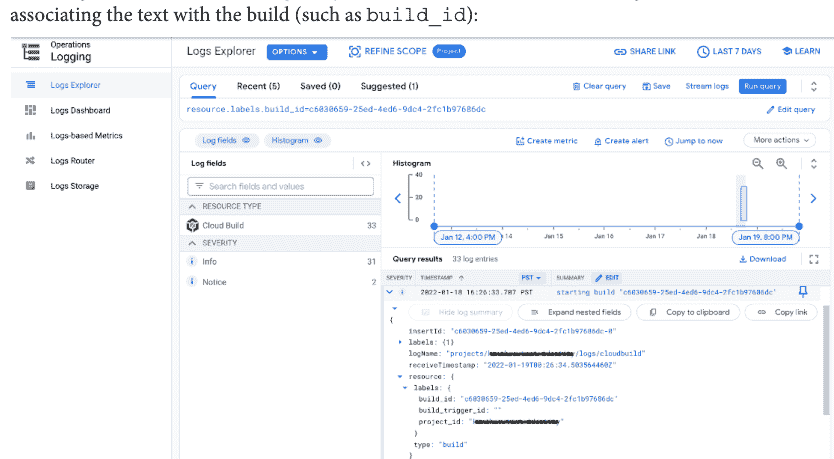 associating the text with the build (such as build_id):
Operations
Logging
Logs Explorer
OPTIONS
REFINE SCOPE
Project
SHARE LINK
LAST 7 DAYS
LEARN
Logs Explorer
Logs Dashboard
Logs-based Metrics
Logs Router
Logs Storage
Query Recent (5) Saved (0) Suggested (1)
Clear query Save Stream logs Run query
resource.labels.build_id=c6030659-25ed-4ed6-9dc4-2fc1b97686dc
Edit query
Log fields Histogram
Create metric Create alert Jump to now More actions
Log fields
Search fields and values
RESOURCE TYPE
Cloud Build 33
SEVERITY
Info 31
Notice 2
Histogram
40
20
0
Jan 12, 4:00 PM 14 Jan 15 Jan 16 Jan 17 Jan 18 Jan 19, 8:00 PM
Query results 33 log entries Download
SEVERITY TIMESTAMP PST SUMMARY EDIT
2022-01-18 16:26:33.787 PST starting build "c6030659-25ed-4ed6-9dc4-2fc1b97686dc"
Hide log summary Expand nested fields Copy to clipboard Copy link
{
insertId: "c6030659-25ed-4ed6-9dc4-2fc1b97686dc-0"
labels: {1}
logName: "projects/ /logs/cloudbuild"
receiveTimestamp: "2022-01-19T00:26:34.503564460Z"
resource: {
labels: {
build_id: "c6030659-25ed-4ed6-9dc4-2fc1b97686dc"
build_trigger_id: ""
project_id: " "
}
type: "build"
}